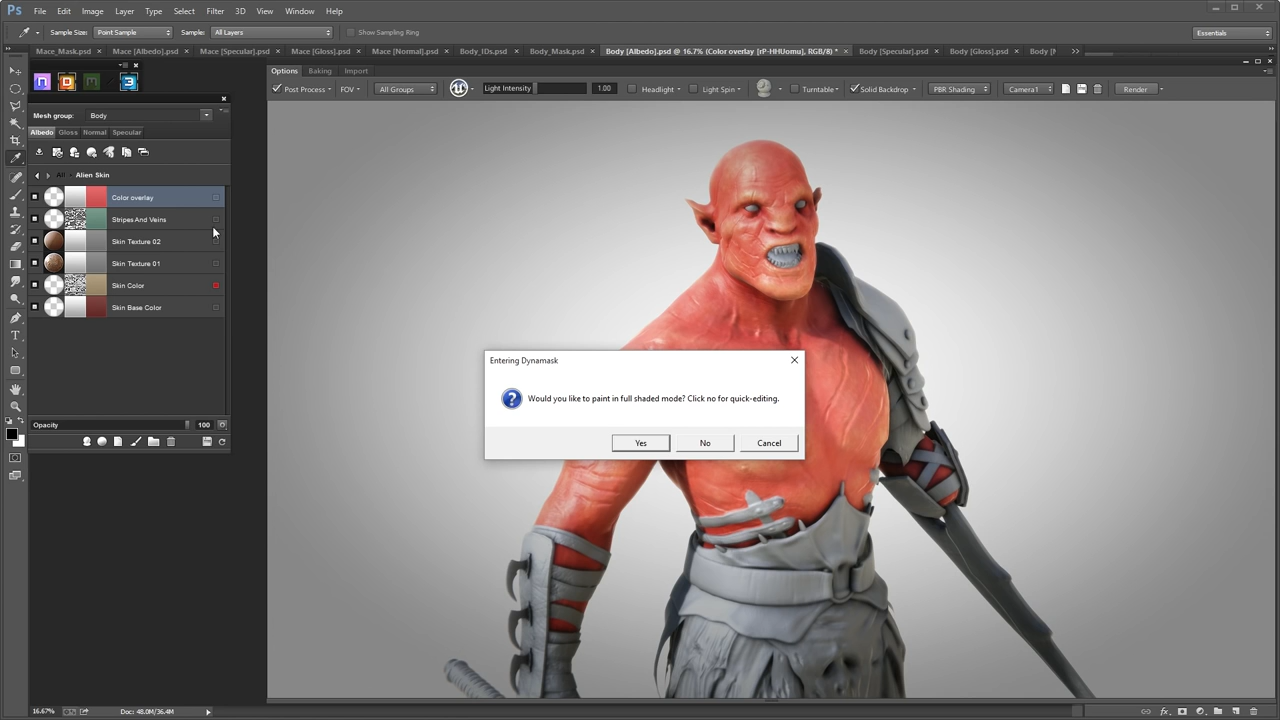 Ps File Edit Image Layer Type Select Filter 3D View Window Help
Sample Size: Point Sample Sample: All Layers Show Sampling Ring Essentials
Mace_Mask.psd × Mace [Albedo].psd × Mace [Specular].psd × Mace [Gloss].psd × Mace [Normal].psd × Body_IDs.psd × Body_Mask.psd × Body [Albedo].psd @ 16.7% (Color overlay [rP-HHUomu], RGB/8) * × Body [Specular].psd × Body [Gloss].psd × Body [N
Options Baking Import
Post Process FOV All Groups Light Intensity 1.00 Headlight Light Spin Turntable Solid Backdrop PBR Shading Camera1 Render
Mesh group: Body
Albedo Gloss Normal Specular
All > Alien Skin
Color overlay
Stripes And Veins
Skin Texture 02
Skin Texture 01
Skin Color
Skin Base Color
Opacity 100
Entering Dynamask
Would you like to paint in full shaded mode? Click no for quick-editing.
Yes No Cancel
16.67% Doc: 48.0M/36.4M